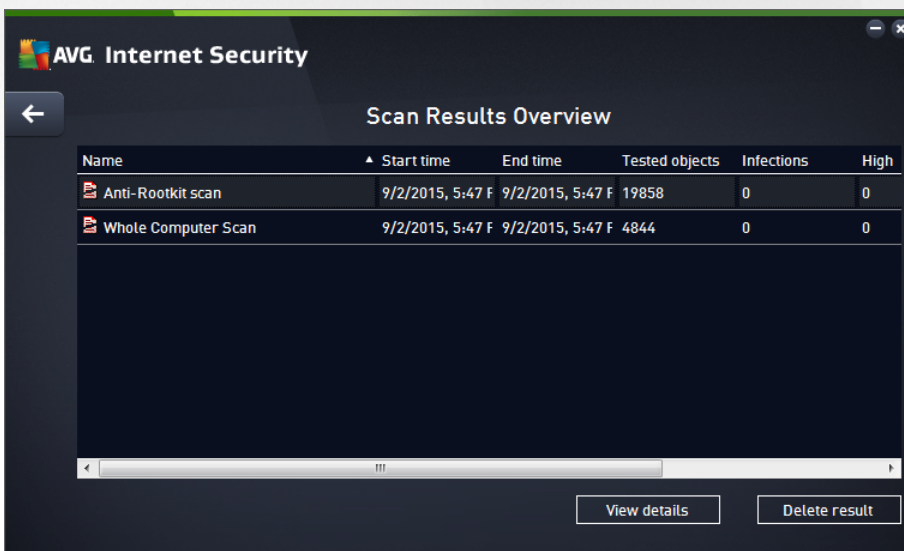 AVG. Internet Security
Scan Results Overview
Name Start time End time Tested objects Infections High
Anti-Rootkit scan 9/2/2015, 5:47 9/2/2015, 5:47 19858 0 0
Whole Computer Scan 9/2/2015, 5:47 9/2/2015, 5:47 4844 0 0
View details Delete result